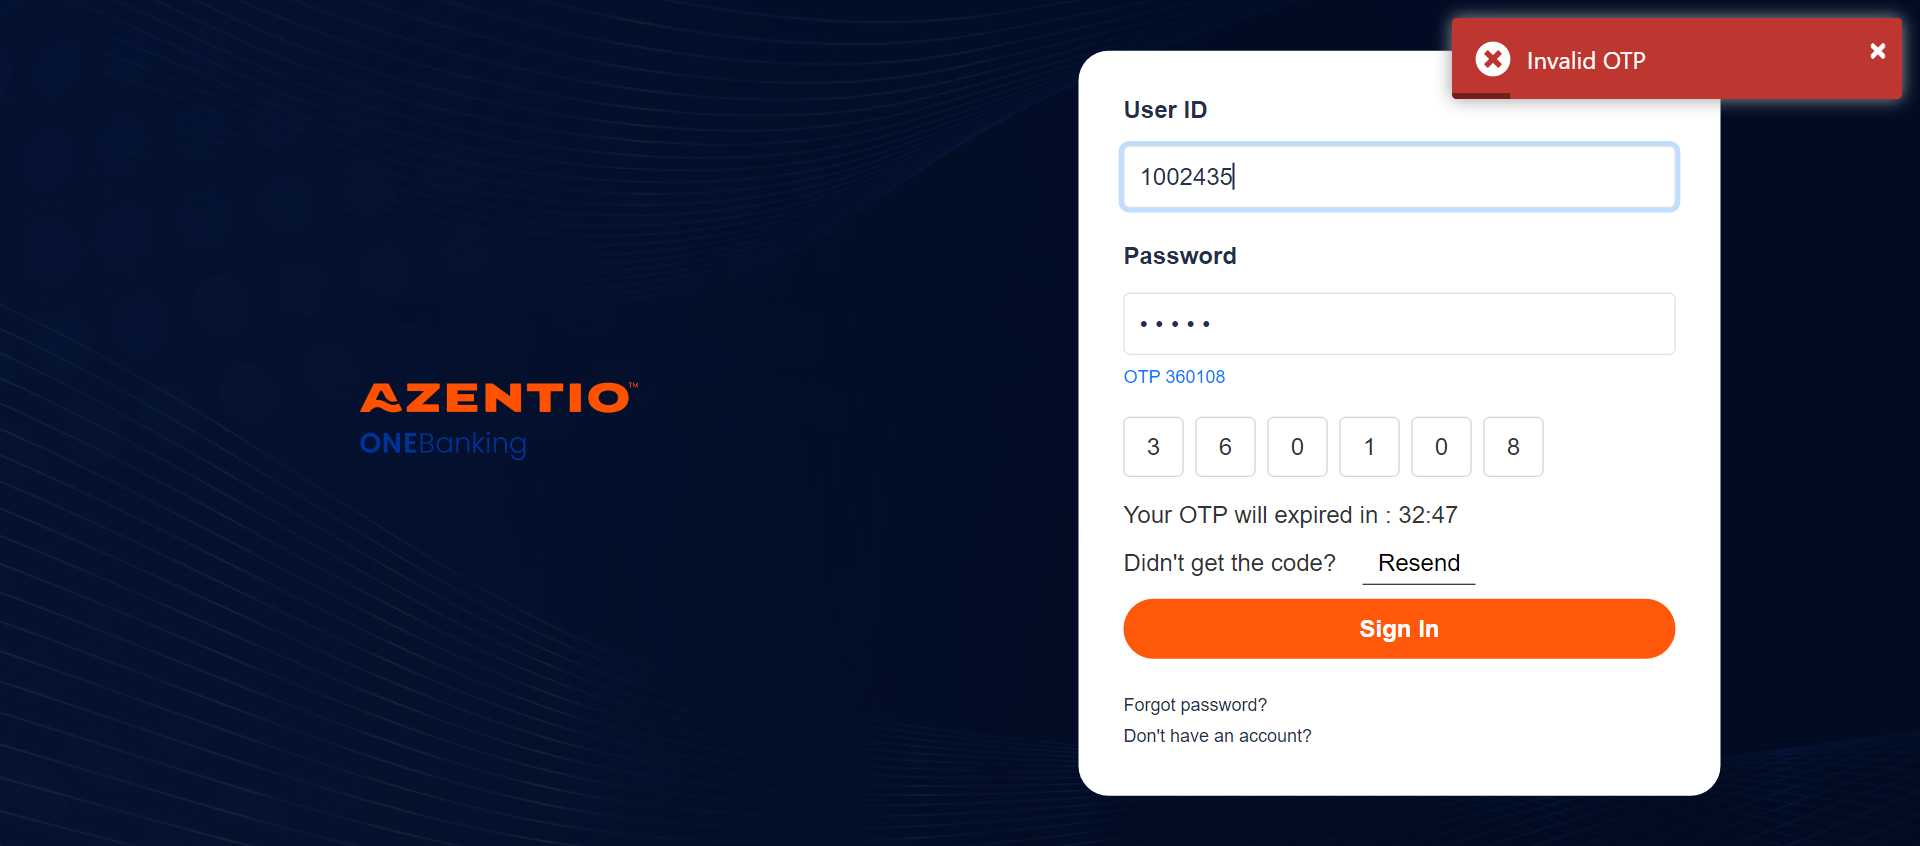 Invalid OTP
User ID
1002435
Password
OTP 360108
3 6 0 1 0 8
Your OTP will expired in : 32:47
Didn't get the code? Resend
Sign In
Forgot password?
Don't have an account?
AZENTIO™
ONEBanking